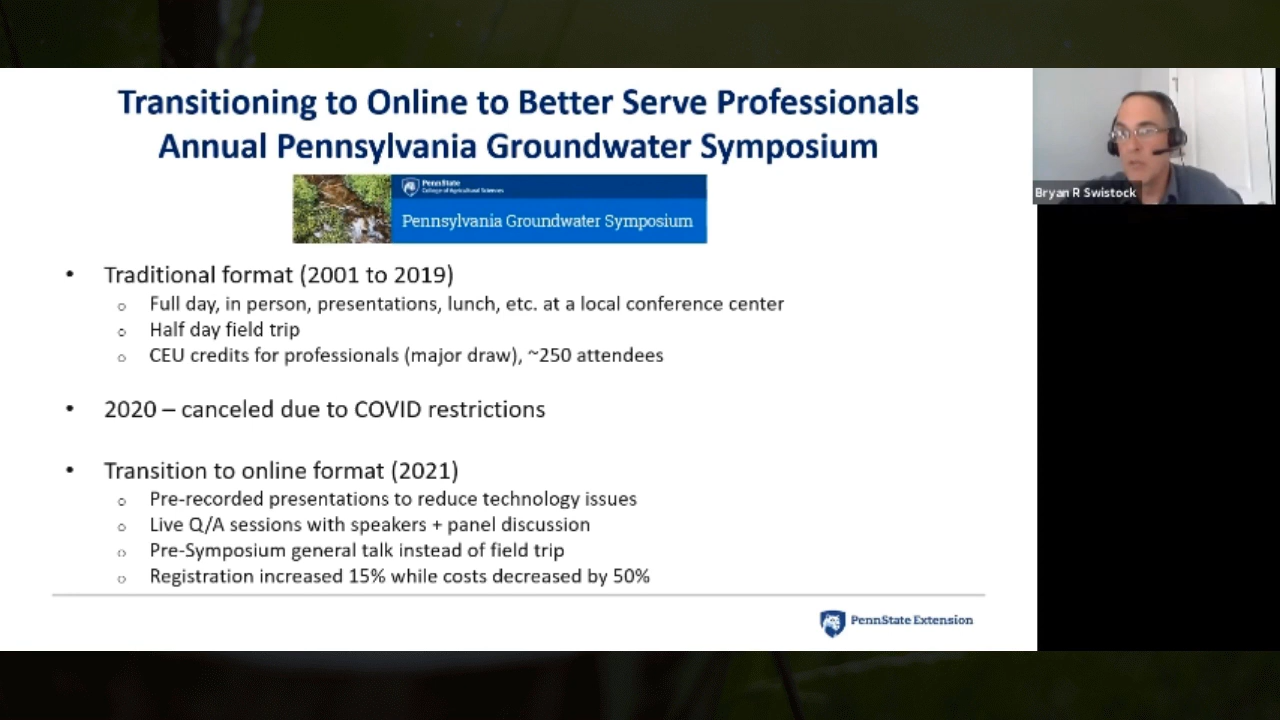 Transitioning to Online to Better Serve Professionals
Annual Pennsylvania Groundwater Symposium
PennState
College of Agricultural Sciences
Pennsylvania Groundwater Symposium
• Traditional format (2001 to 2019)
o Full day, in person, presentations, lunch, etc. at a local conference center
o Half day field trip
o CEU credits for professionals (major draw), ~250 attendees
• 2020 – canceled due to COVID restrictions
• Transition to online format (2021)
o Pre-recorded presentations to reduce technology issues
o Live Q/A sessions with speakers + panel discussion
o Pre-Symposium general talk instead of field trip
o Registration increased 15% while costs decreased by 50%
PennState Extension
Bryan R Swistock